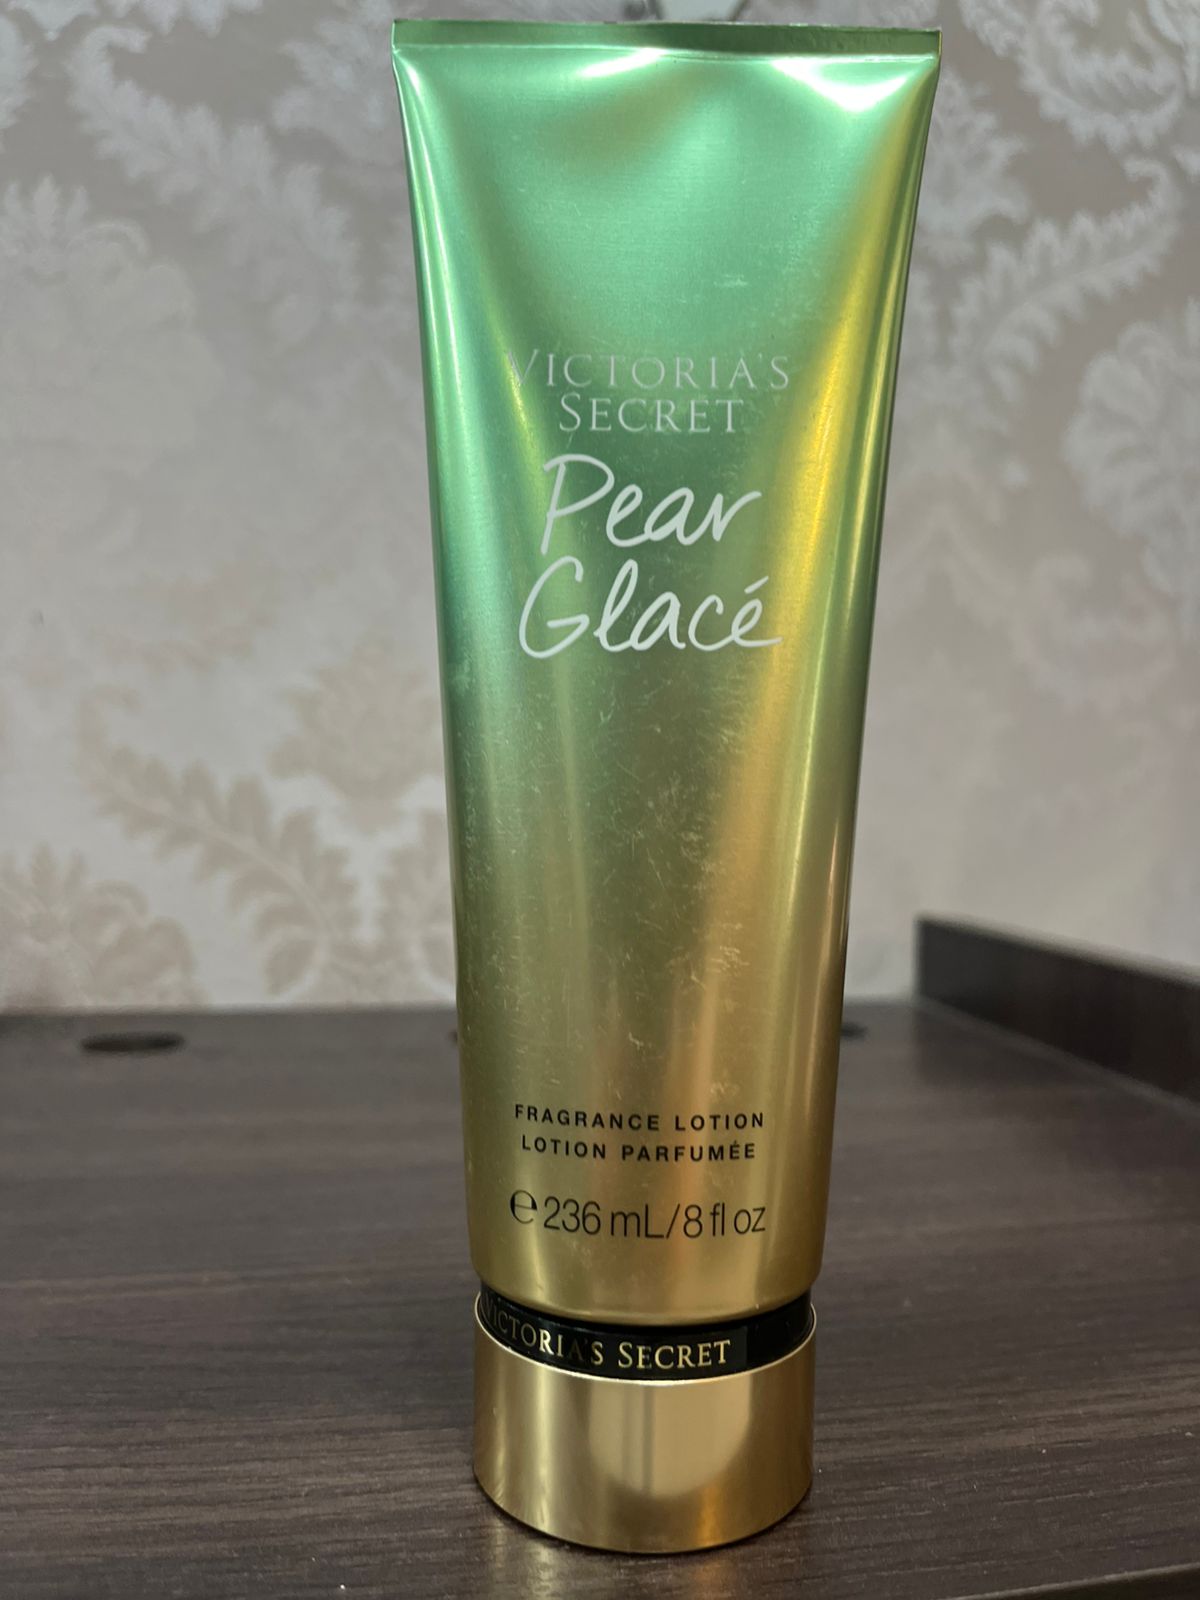 VICTORIA'S
SECRET
Pear
Glacé
FRAGRANCE LOTION
LOTION PARFUMÉE
℮ 236 mL/8 fl oz
VICTORIA'S SECRET